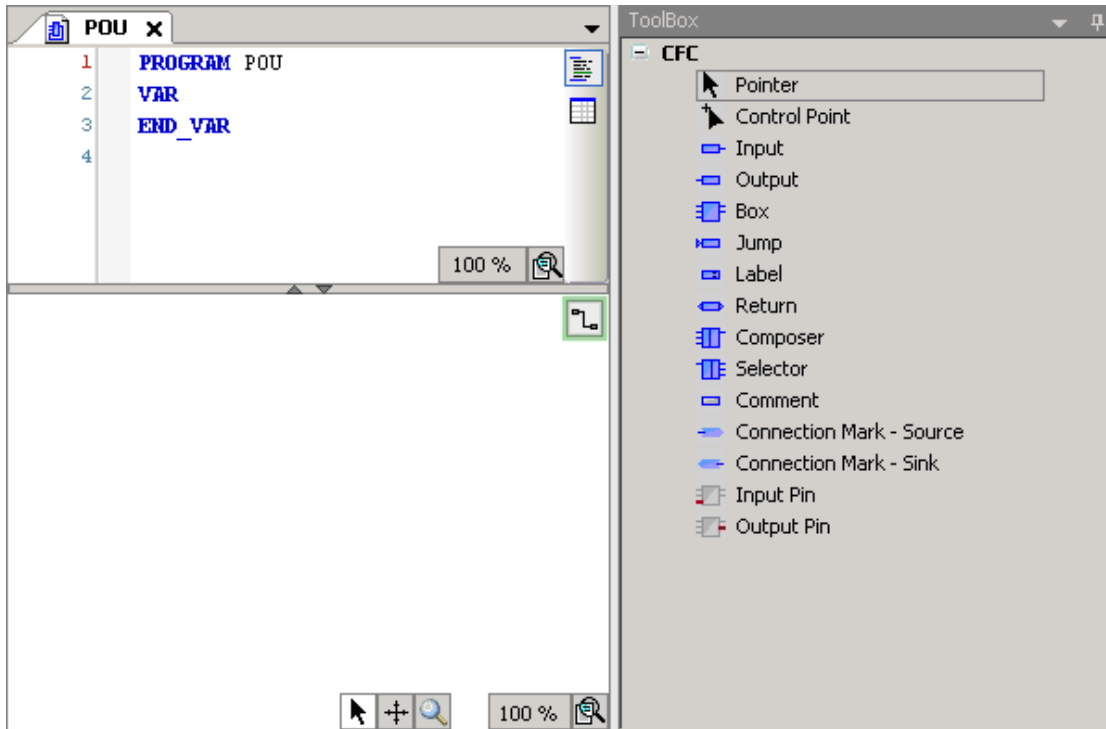 POU
1 PROGRAM POU
2 VAR
3 END_VAR
4
100 %
100 %
ToolBox
CFC
Pointer
Control Point
Input
Output
Box
Jump
Label
Return
Composer
Selector
Comment
Connection Mark - Source
Connection Mark - Sink
Input Pin
Output Pin